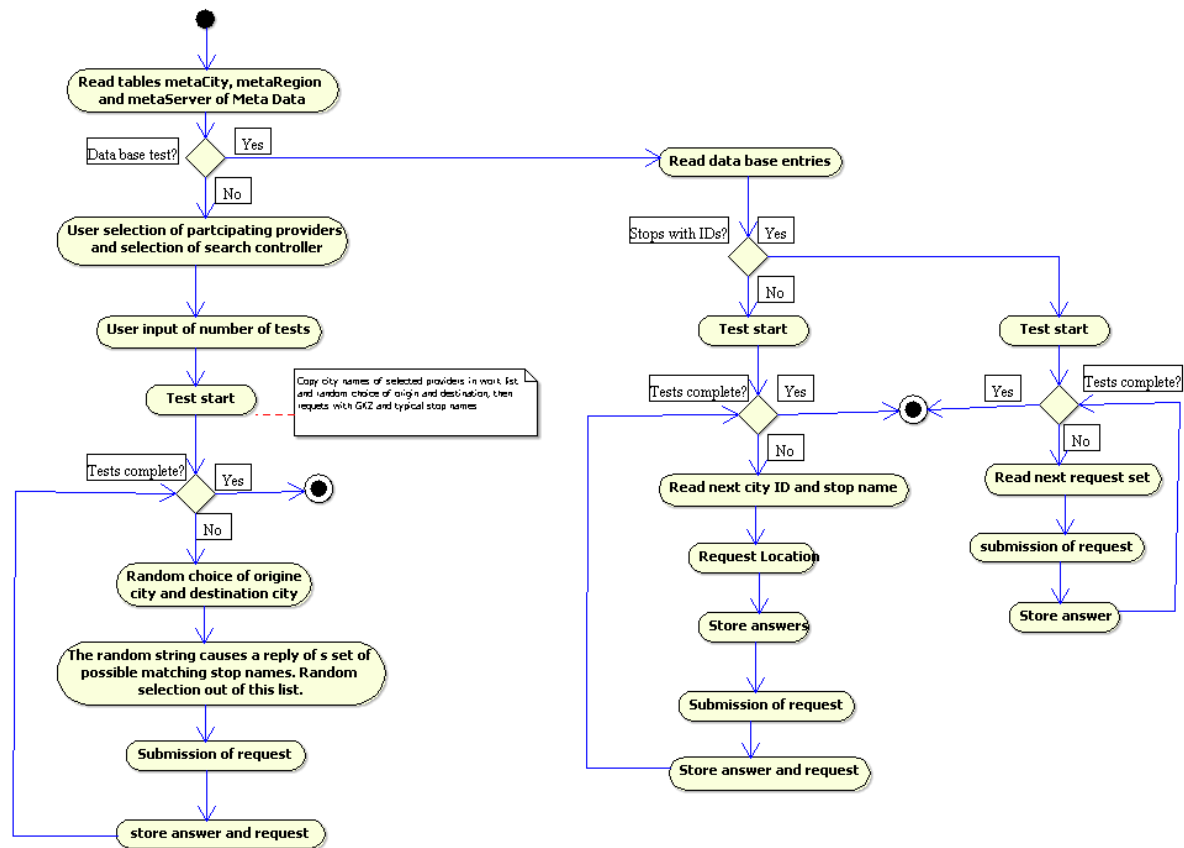 Read tables metaCity, metaRegion
and metaServer of Meta Data
Data base test?
Yes
No
User selection of partcipating providers
and selection of search controller
User input of number of tests
Test start
Copy city names of selected providers in work list
and random choice of origin and destination, then
requets with GKZ and typical stop names
Tests complete?
Yes
No
Random choice of origine
city and destination city
The random string causes a reply of s set of
possible matching stop names. Random
selection out of this list.
Submission of request
store answer and request
Read data base entries
Stops with IDs?
Yes
No
Test start
Tests complete?
Yes
No
Read next city ID and stop name
Request Location
Store answers
Submission of request
Store answer and request
Test start
Tests complete?
Yes
No
Read next request set
submission of request
Store answer